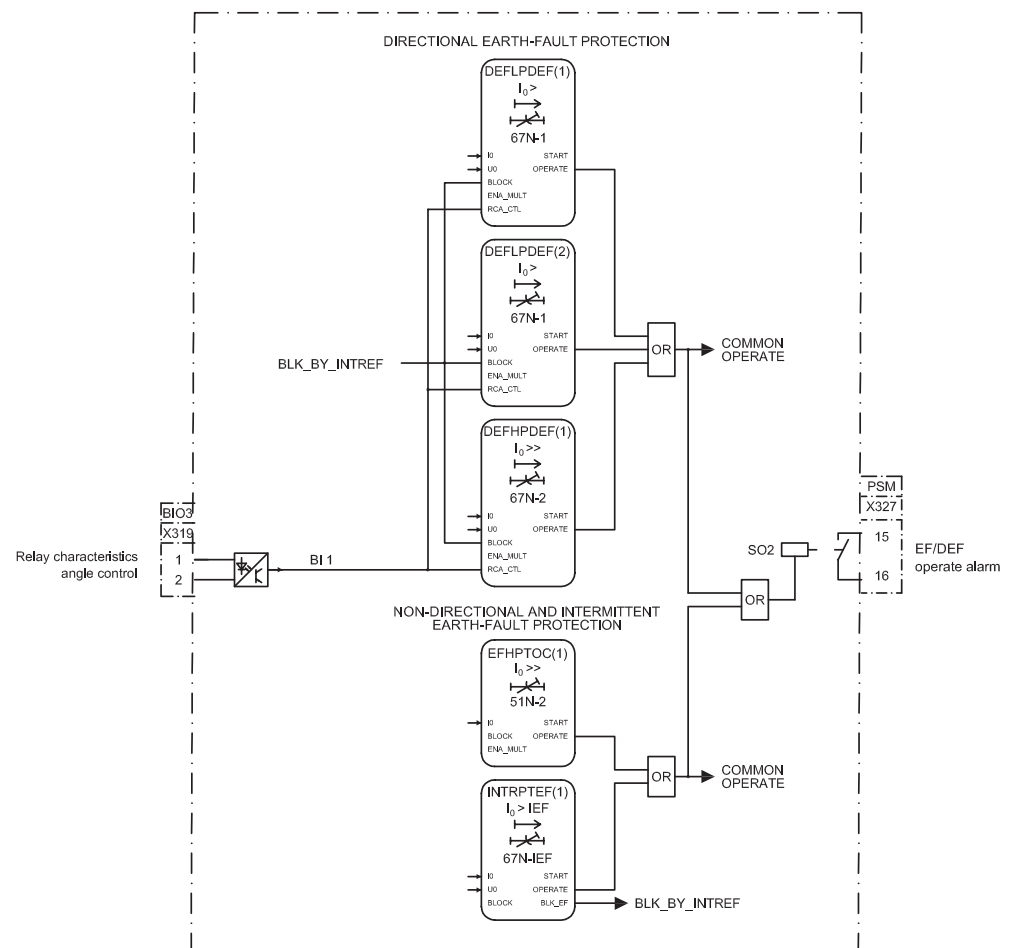 DIRECTIONAL EARTH-FAULT PROTECTION
DEFLPDEF(1)
I0 >
67N-1
I0 START
U0 OPERATE
BLOCK
ENA_MULT
RCA_CTL
DEFLPDEF(2)
I0 >
67N-1
I0 START
U0 OPERATE
BLOCK
ENA_MULT
RCA_CTL
BLK_BY_INTREF
OR
COMMON
OPERATE
DEFHPDEF(1)
I0 >>
67N-2
I0 START
U0 OPERATE
BLOCK
ENA_MULT
RCA_CTL
BIO3
X319
1
2
Relay characteristics
angle control
BI 1
PSM
X327
15
16
EF/DEF
operate alarm
SO2
OR
NON-DIRECTIONAL AND INTERMITTENT
EARTH-FAULT PROTECTION
EFHPTOC(1)
I0 >>
51N-2
I0 START
BLOCK OPERATE
ENA_MULT
OR
COMMON
OPERATE
INTRPTEF(1)
I0 > IEF
67N-IEF
I0 START
U0 OPERATE
BLOCK BLK_EF
BLK_BY_INTREF